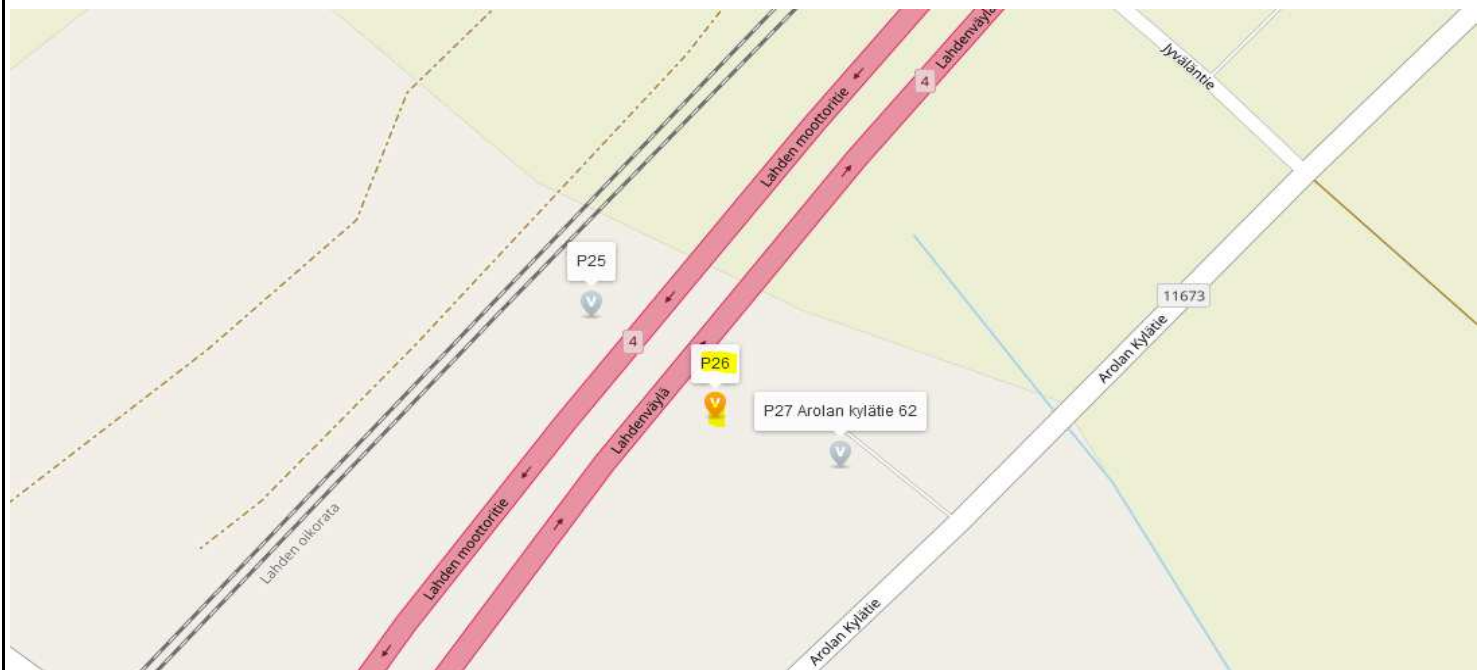 Lahdenväylä
4
Jyväläntie
Lahden moottoritie
P25
11673
4
Arolan Kylätie
P26
P27 Arolan kylätie 62
Lahdenväylä
Lahden oikorata
Lahden moottoritie
Arolan Kylätie
V
V
V